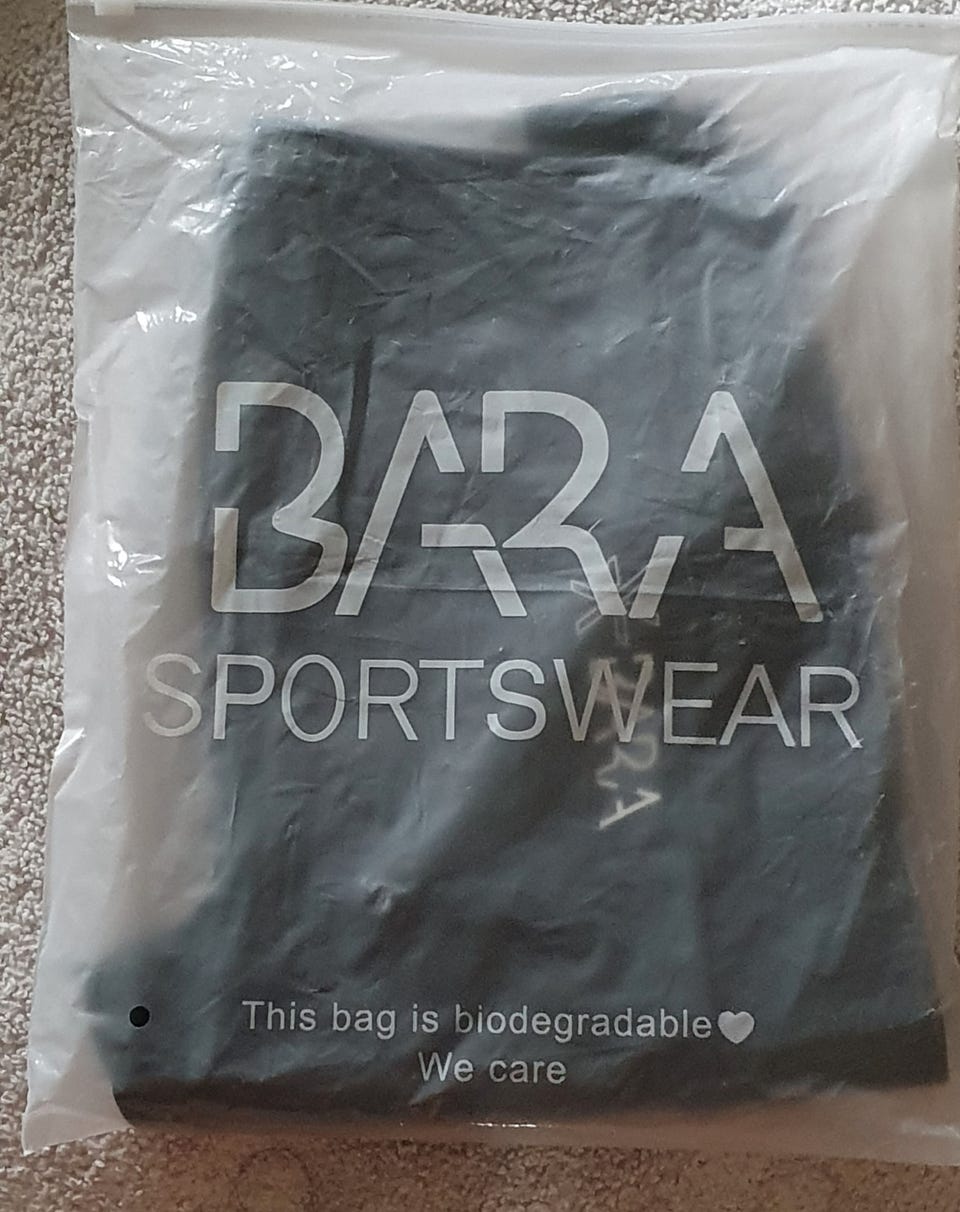 BARA
SPORTSWEAR
BARA
This bag is biodegradable
We care